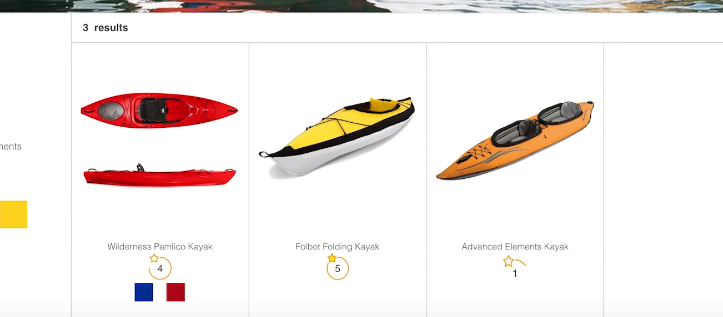 3 results
Wilderness Pamlico Kayak
4
Folbot Folding Kayak
5
Advanced Elements Kayak
1